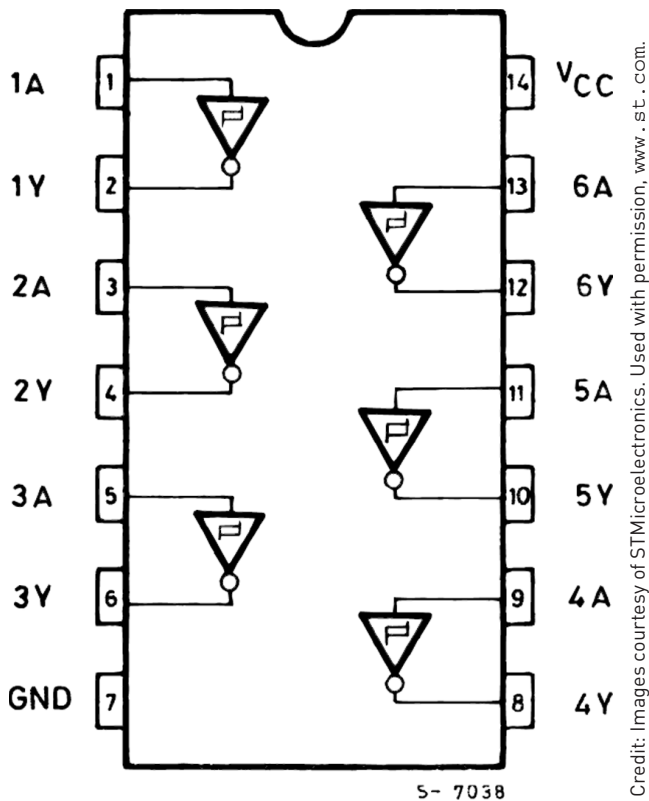 1A 1 14 VCC
1Y 2 13 6A
2A 3 12 6Y
2Y 4 11 5A
3A 5 10 5Y
3Y 6 9 4A
GND 7 8 4Y
S- 7038
Credit: Images courtesy of STMicroelectronics. Used with permission, www.st.com.